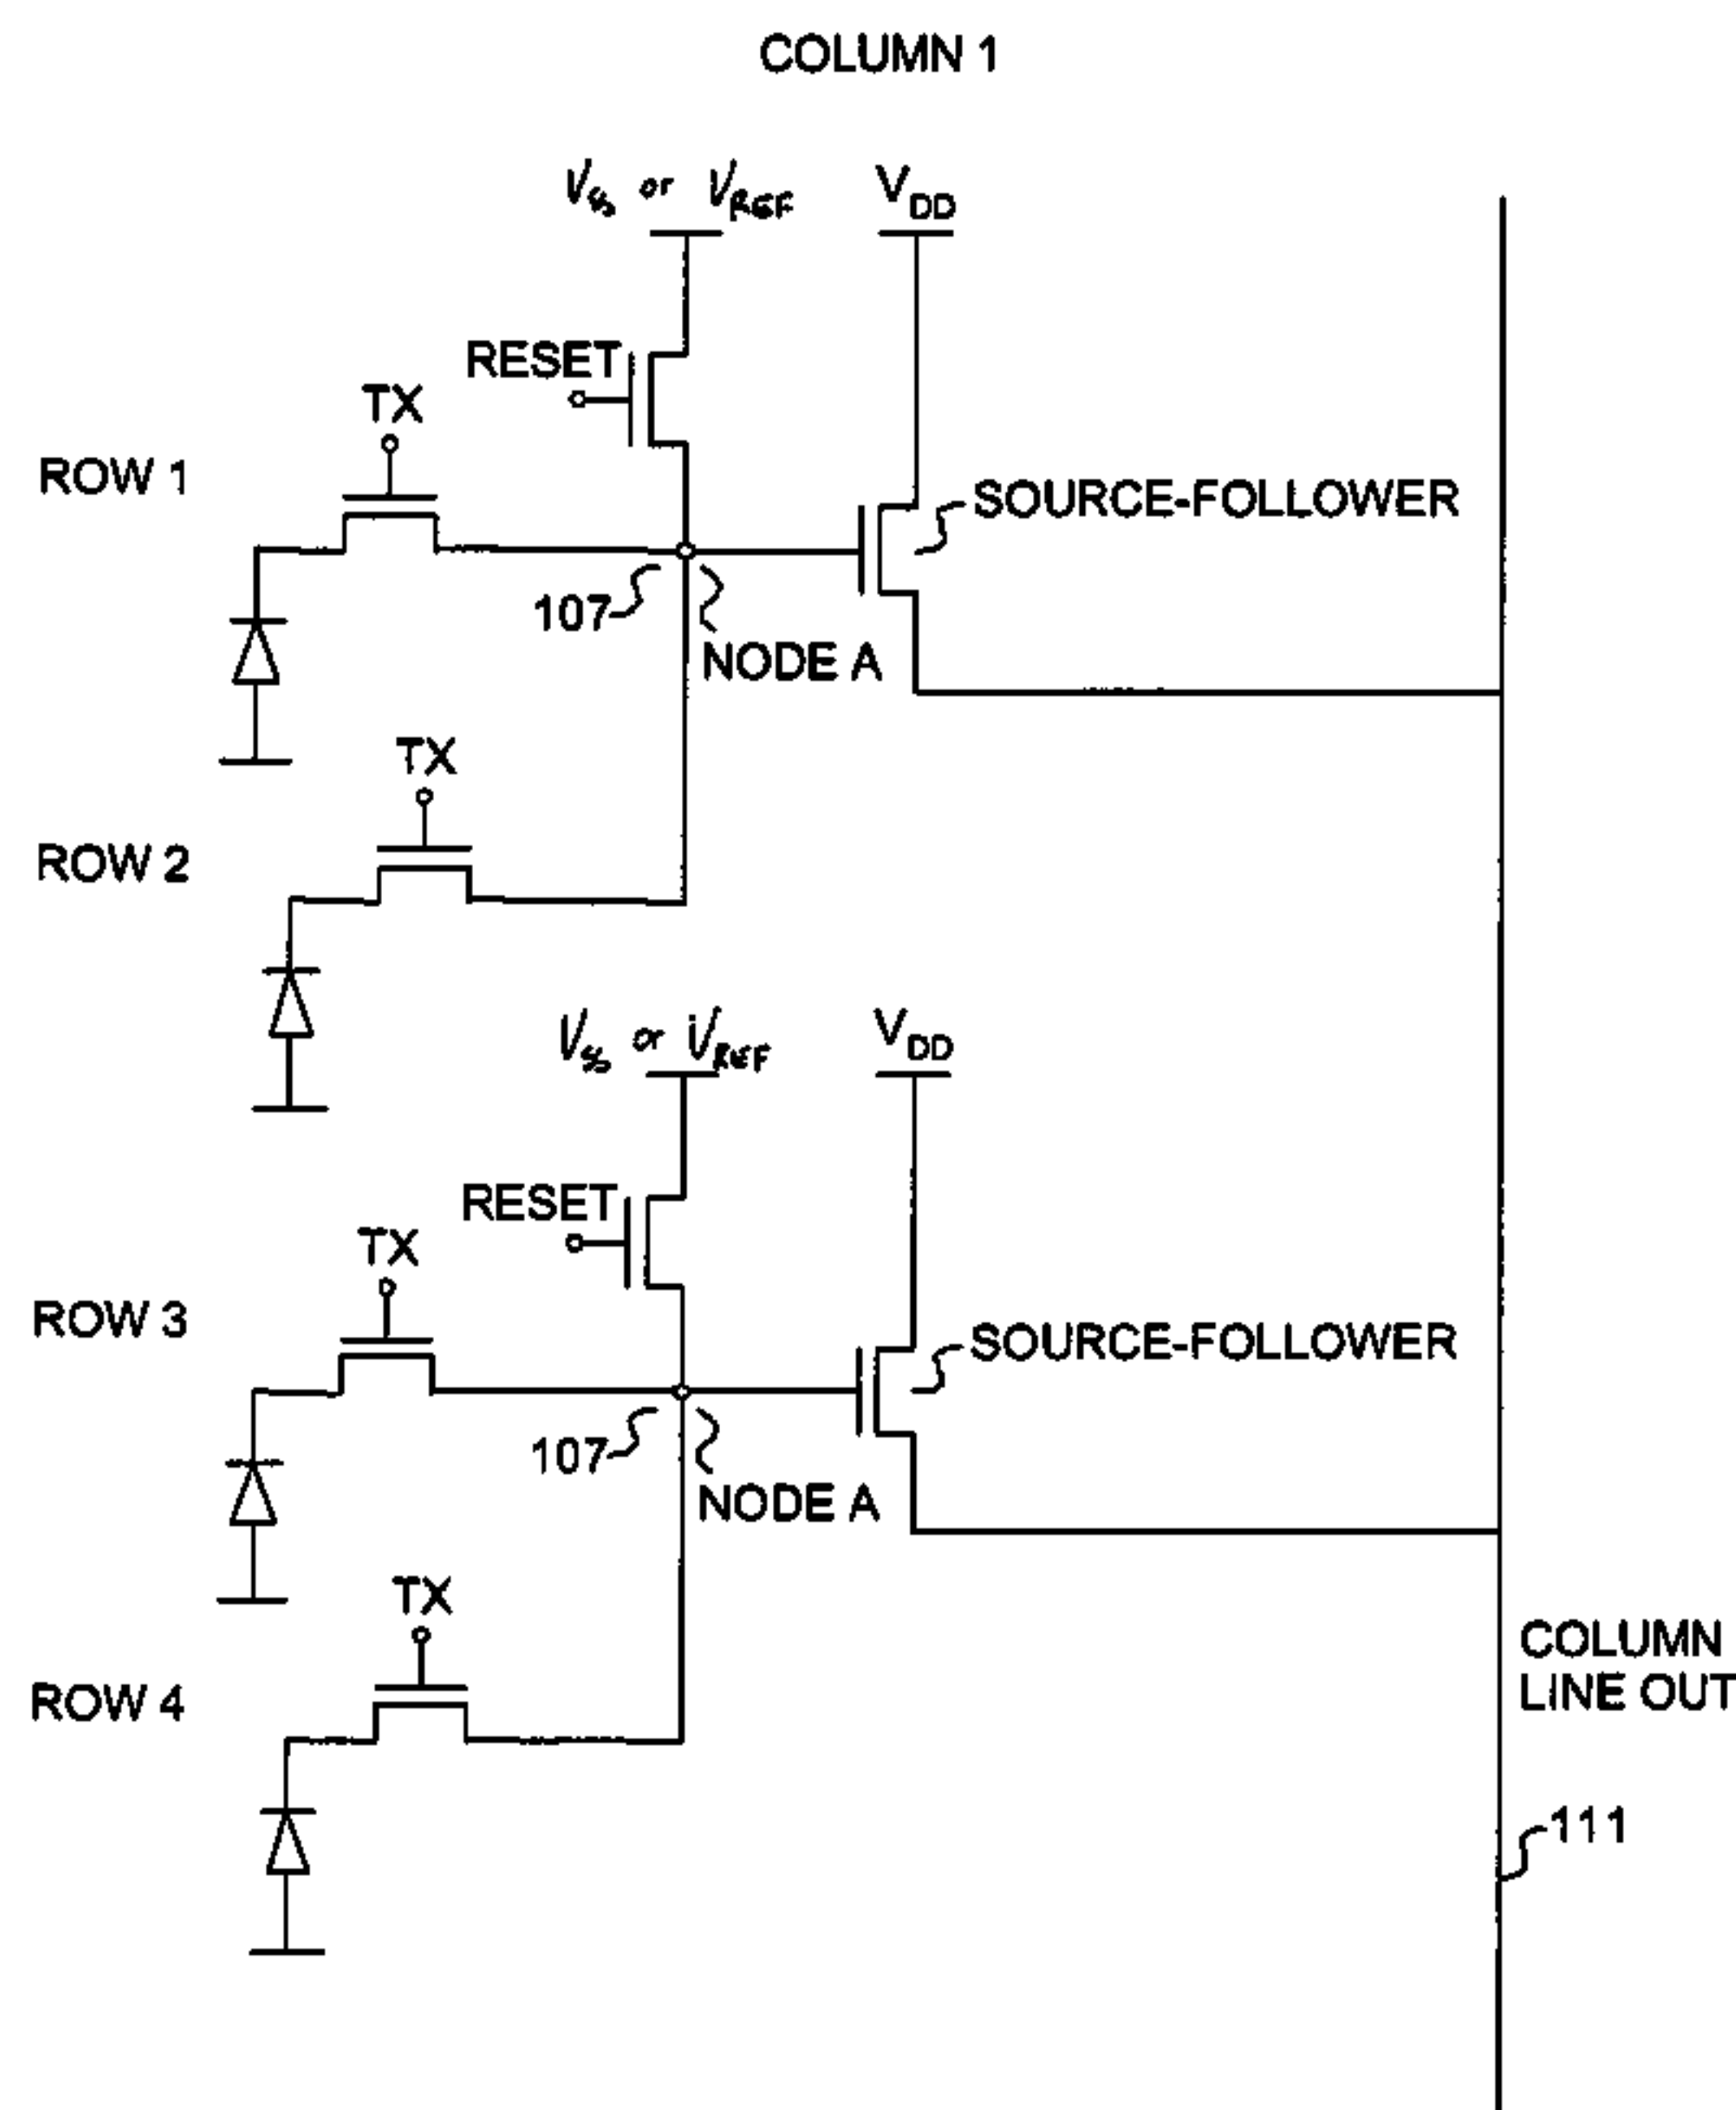 COLUMN 1
V_SS or V_REF
V_DD
RESET
TX
ROW 1
SOURCE-FOLLOWER
107
NODE A
TX
ROW 2
V_SS or V_REF
V_DD
RESET
TX
ROW 3
SOURCE-FOLLOWER
107
NODE A
TX
ROW 4
COLUMN
LINE OUT
111